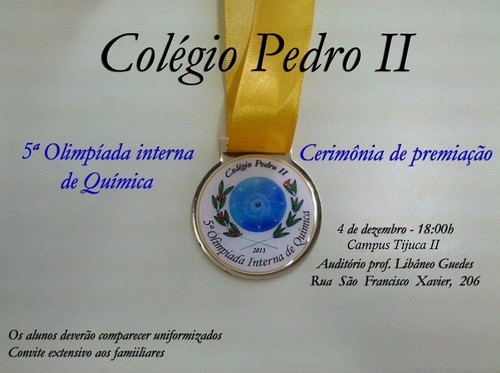 Colégio Pedro II
5ª Olimpíada interna
de Química
Cerimônia de premiação
Colégio Pedro II
5ª Olimpíada Interna de Química
2013
4 de dezembro - 18:00h
Campus Tijuca II
Auditório prof. Libâneo Guedes
Rua São Francisco Xavier, 206
Os alunos deverão comparecer uniformizados
Convite extensivo aos famiiliares